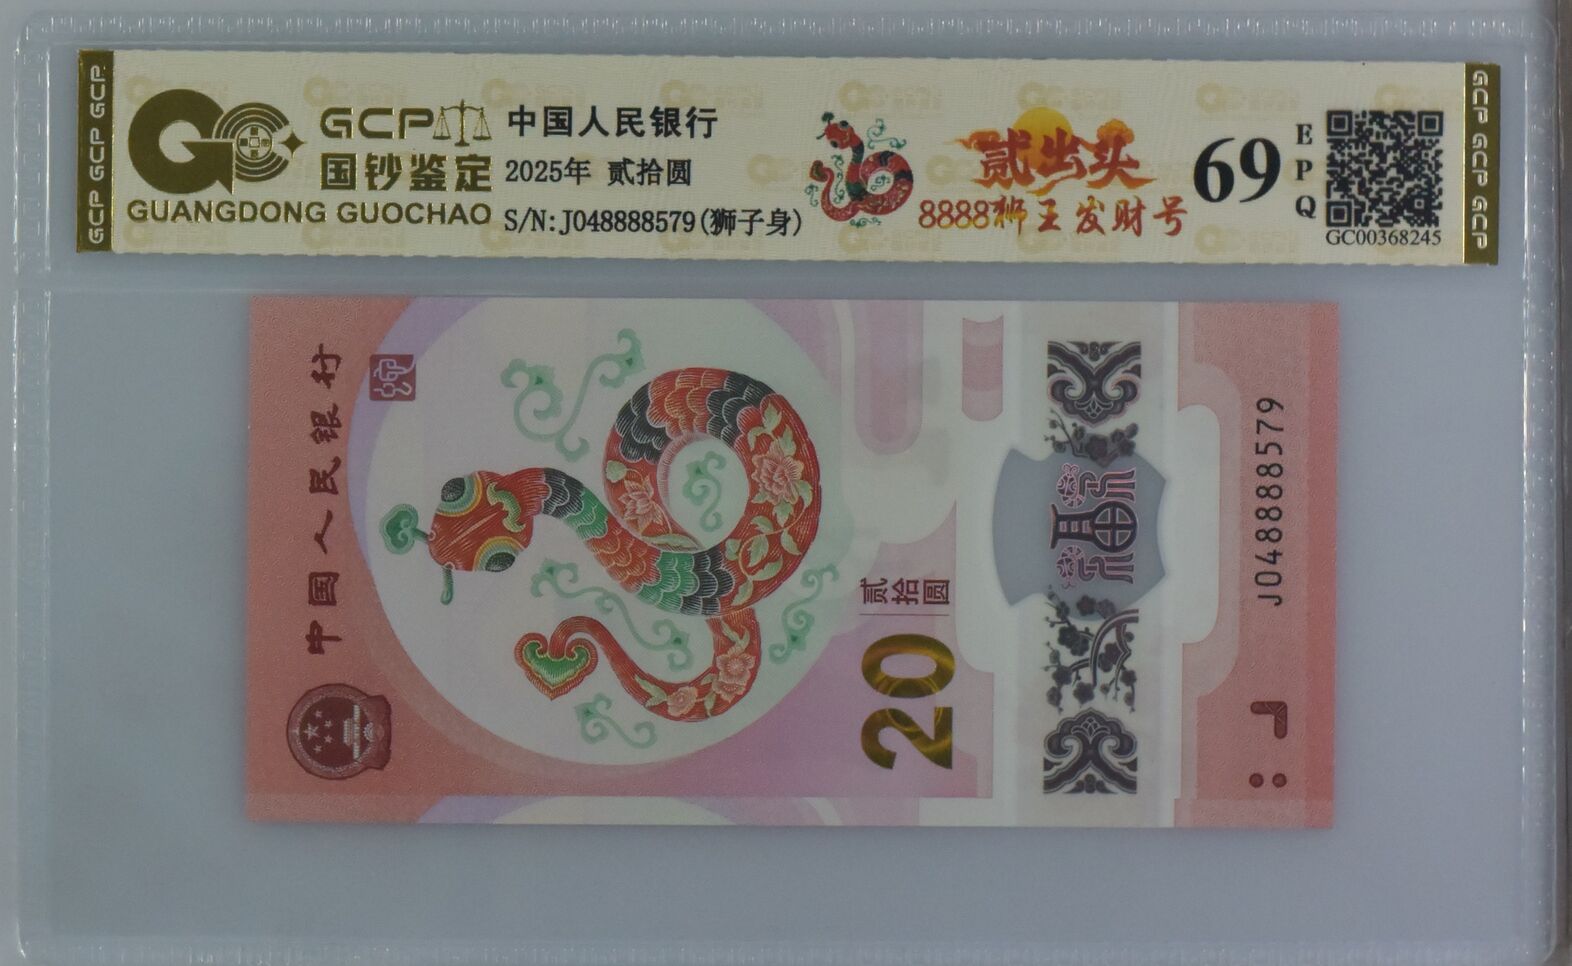 GCP GCP GCP
GCP
国钞鉴定
GUANGDONG GUOCHAO
中国人民银行
2025年 贰拾圆
S/N:J048888579(狮子身)
贰出头
8888狮王发财号
69
EPQ
GC00368245
GCP GCP GCP
中国人民银行
贰拾圆
20
福
J048888579